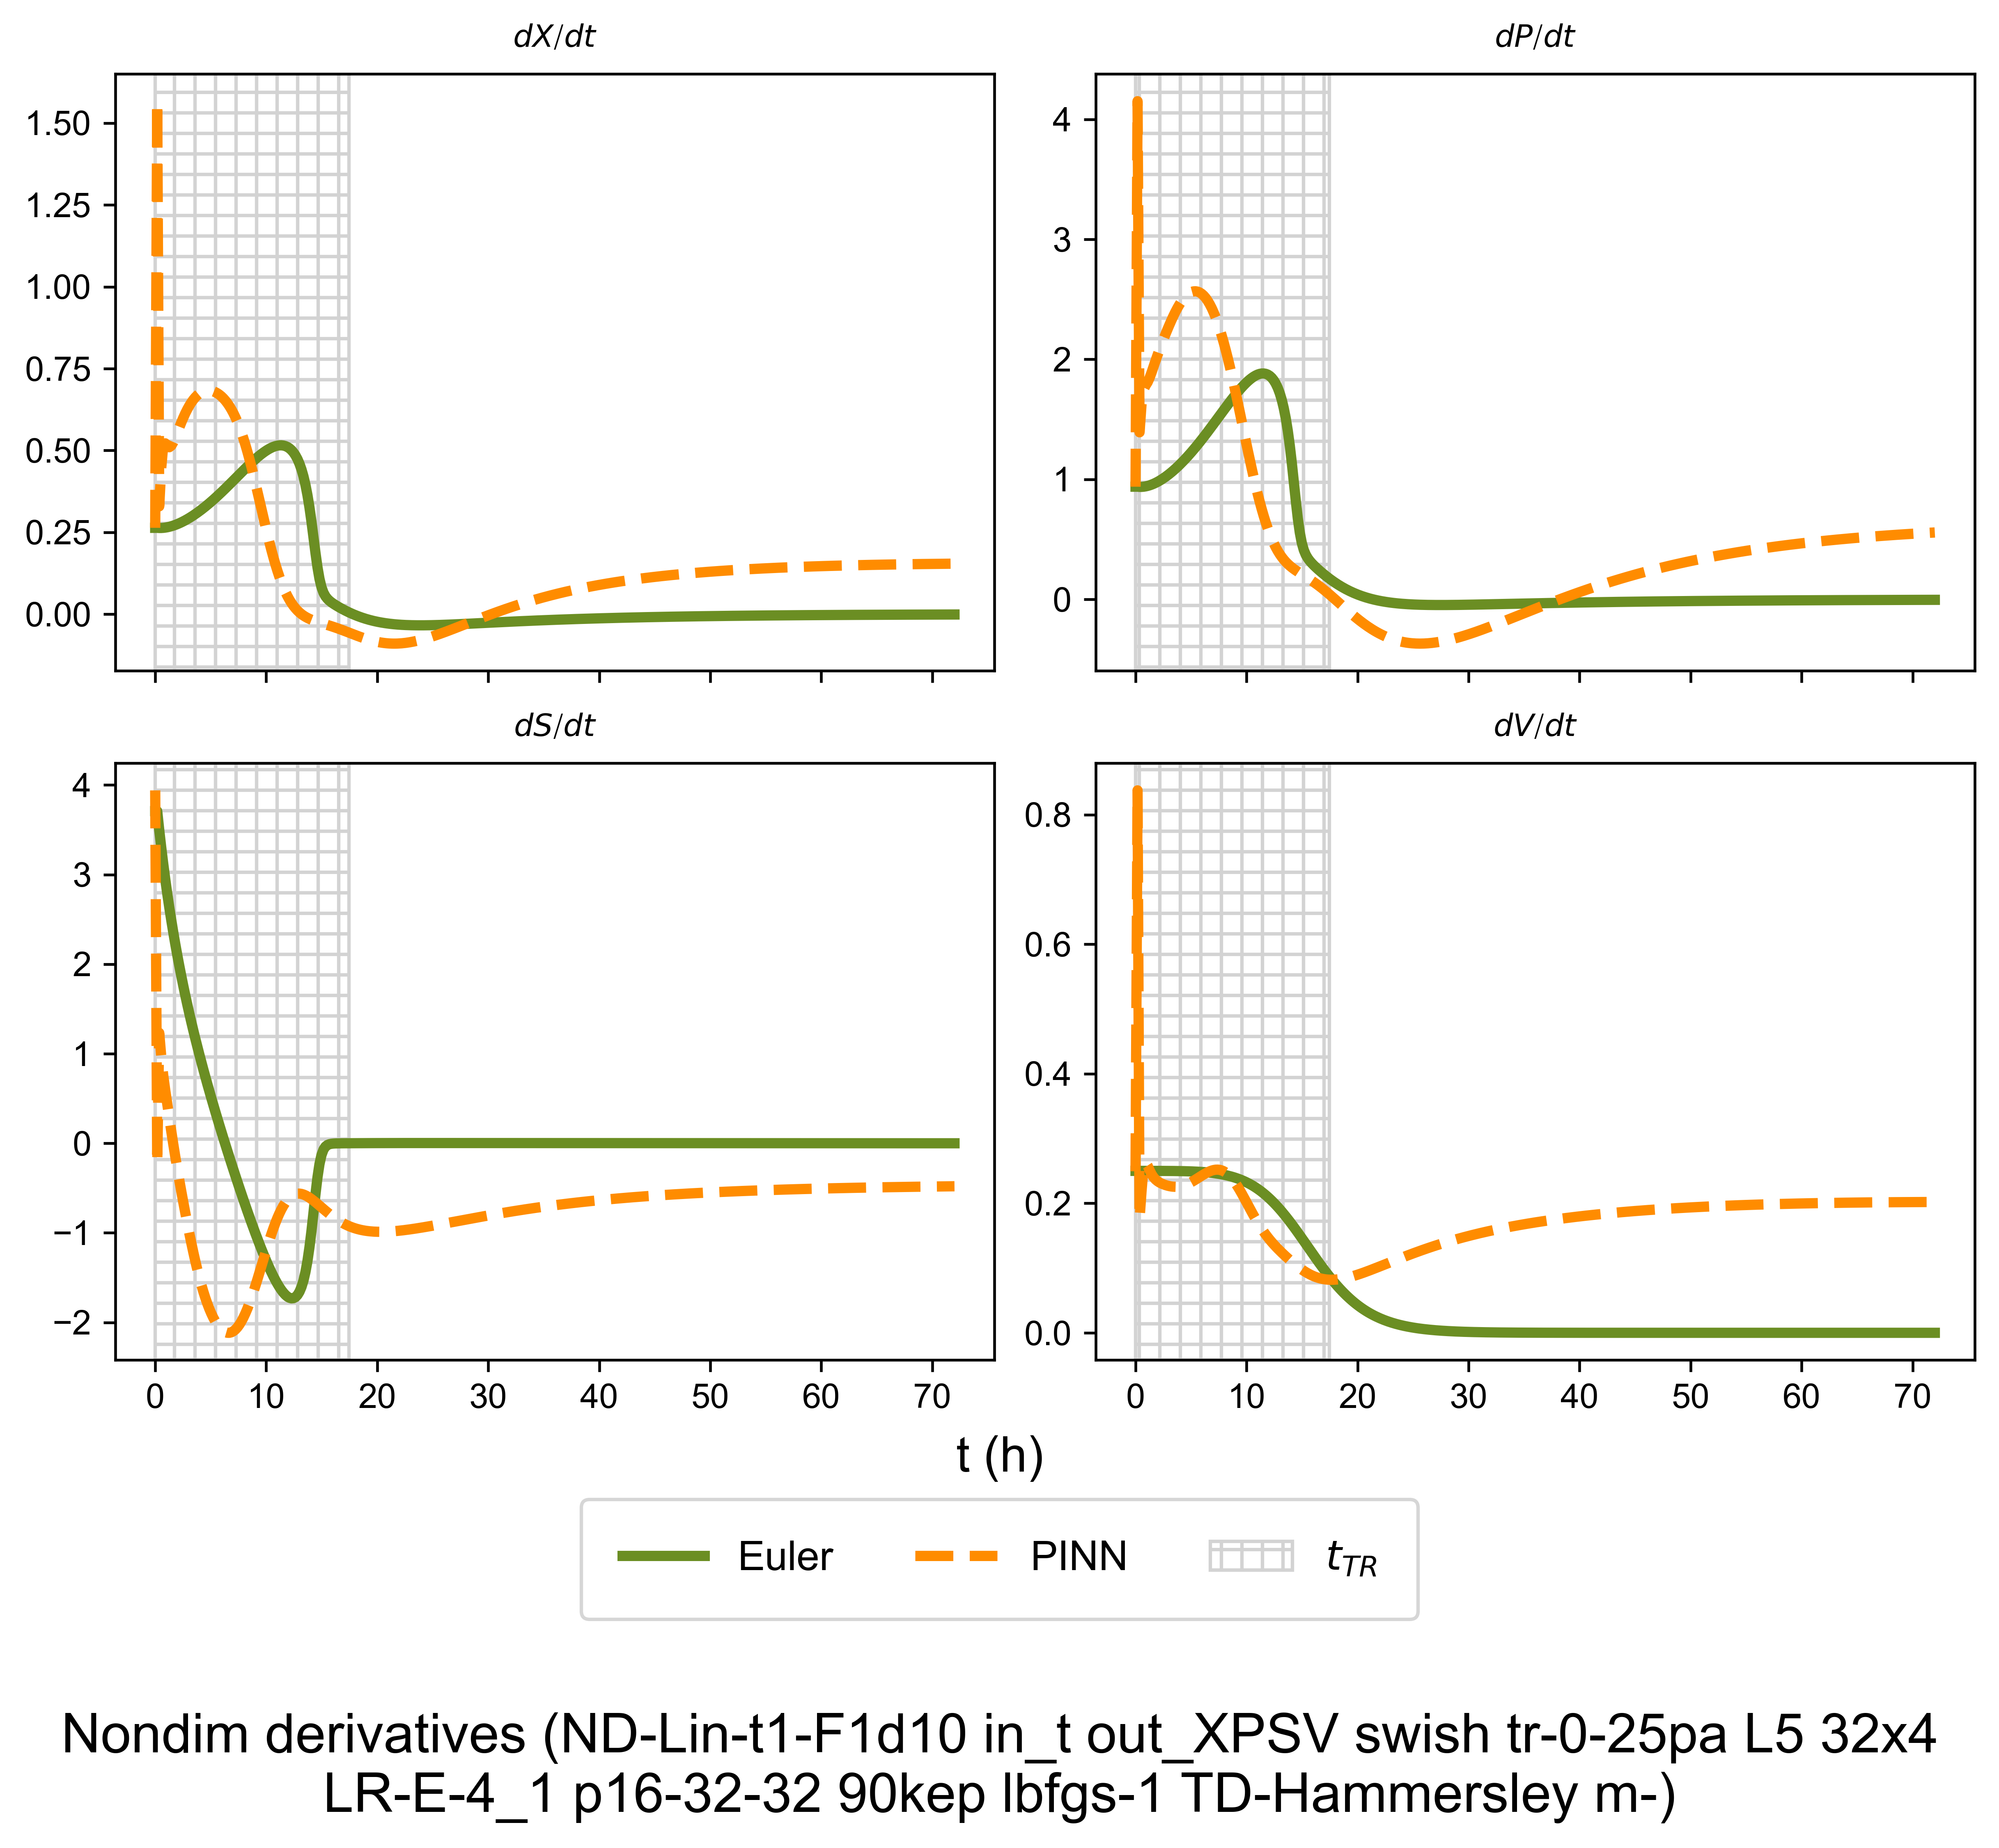 dX/dt
dP/dt
1.50
1.25
1.00
0.75
0.50
0.25
0.00
4
3
2
1
0
dS/dt
dV/dt
4
3
2
1
0
−1
−2
0 10 20 30 40 50 60 70
0.8
0.6
0.4
0.2
0.0
0 10 20 30 40 50 60 70
t (h)
Euler PINN t_TR
Nondim derivatives (ND-Lin-t1-F1d10 in_t out_XPSV swish tr-0-25pa L5 32x4
LR-E-4_1 p16-32-32 90kep lbfgs-1 TD-Hammersley m-)